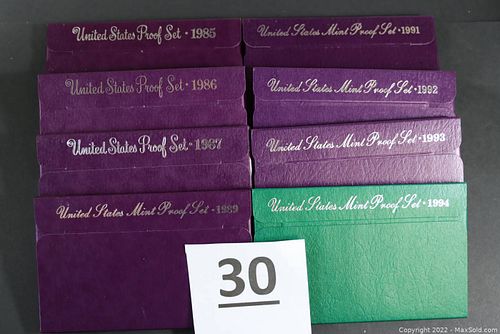 United States Proof Set · 1985
United States Proof Set · 1986
United States Proof Set · 1987
United States Mint Proof Set · 1989
United States Mint Proof Set · 1991
United States Mint Proof Set · 1992
United States Mint Proof Set · 1993
United States Mint Proof Set · 1994
30
Copyright 2022 - MaxSold.com